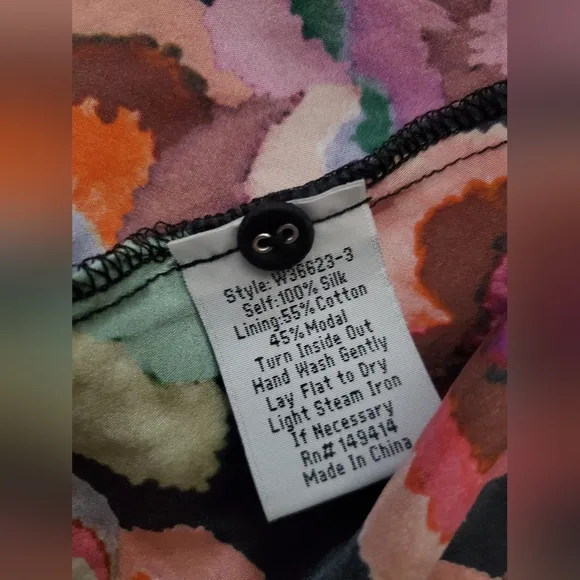 Style: W36623-3
Self:100% Silk
Lining:55% Cotton
45% Modal
Turn Inside Out
Hand Wash Gently
Lay Flat to Dry
Light Steam Iron
If Necessary
Rn# 149414
Made In China